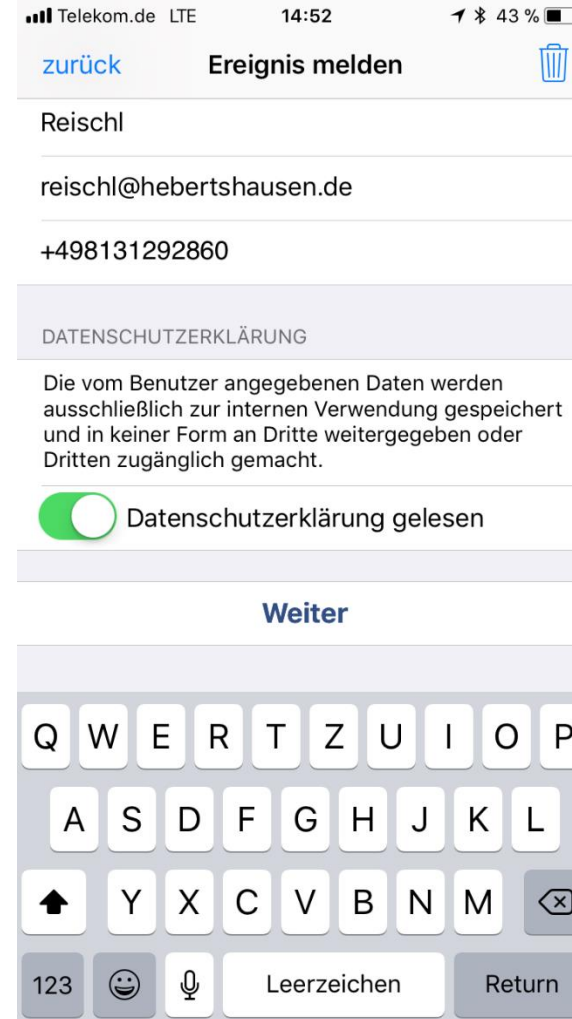 Telekom.de LTE 14:52 43 %
zurück Ereignis melden
Reischl
reischl@hebertshausen.de
+498131292860
DATENSCHUTZERKLÄRUNG
Die vom Benutzer angegebenen Daten werden
ausschließlich zur internen Verwendung gespeichert
und in keiner Form an Dritte weitergegeben oder
Dritten zugänglich gemacht.
Datenschutzerklärung gelesen
Weiter
Q W E R T Z U I O P
A S D F G H J K L
Y X C V B N M
123 Leerzeichen Return